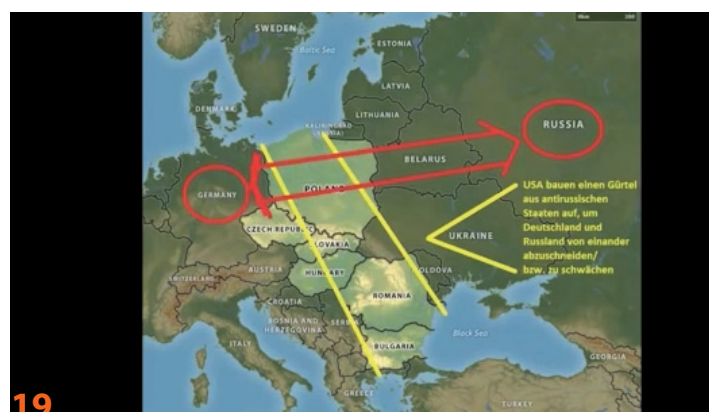 SWEDEN
ESTONIA
Baltic Sea
LATVIA
DENMARK
LITHUANIA
KALININGRAD
(RUSSIA)
RUSSIA
BELARUS
POLAND
GERMANY
USA bauen einen Gürtel
aus antirussischen
Staaten auf, um
Deutschland und
Russland von einander
abzuschneiden/
bzw. zu schwächen
CZECH REPUBLIC
UKRAINE
SLOVAKIA
AUSTRIA
MOLDOVA
SWITZERLAND
HUNGARY
ROMANIA
CROATIA
BOSNIA AND
HERZEGOVINA
SERBIA
ITALY
Black Sea
BULGARIA
GEORGIA
GREECE
TURKEY
19